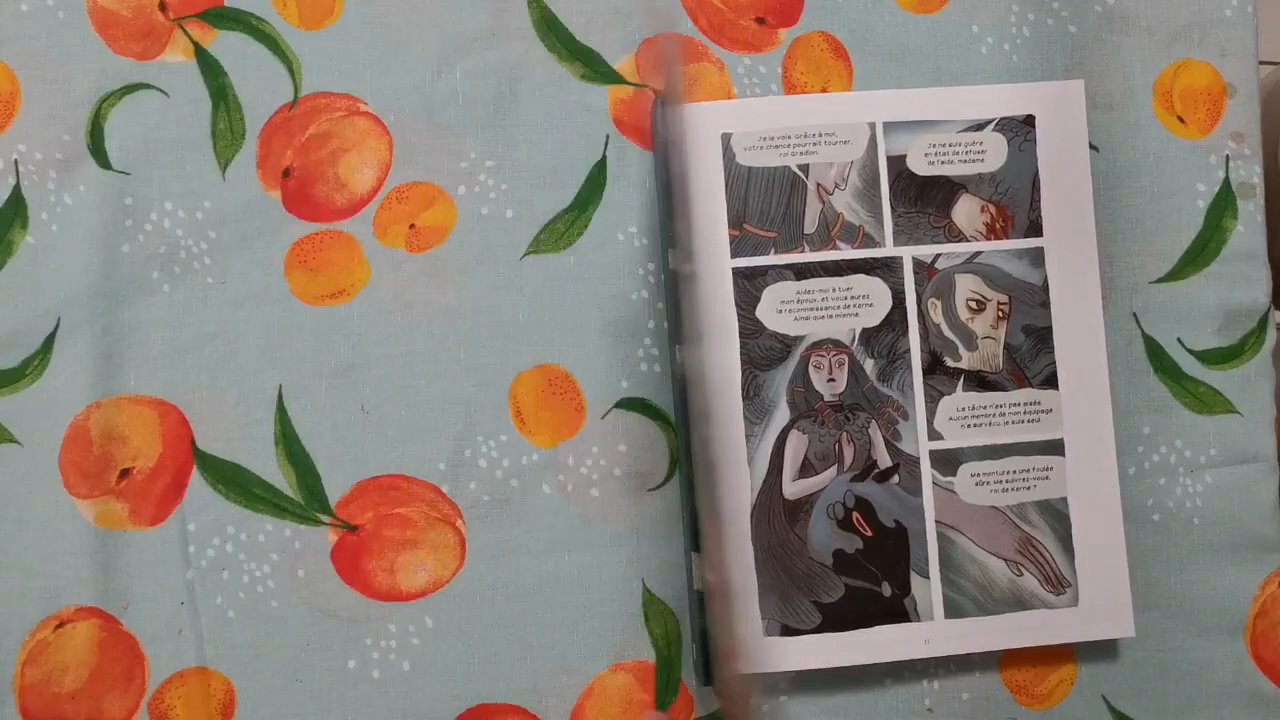 Je le vois. Grâce à moi,
votre chance pourrait tourner,
roi Gradlon.
Je ne suis guère
en état de refuser
de l'aide, madame.
Aidez-moi à tuer
mon époux, et vous aurez
la reconnaissance de Kerne.
Ainsi que la mienne.
La tâche n'est pas aisée.
Aucun membre de mon équipage
n'a survécu, je suis seul.
Ma monture a une foulée
sûre. Me suivrez-vous,
roi de Kerne ?
11